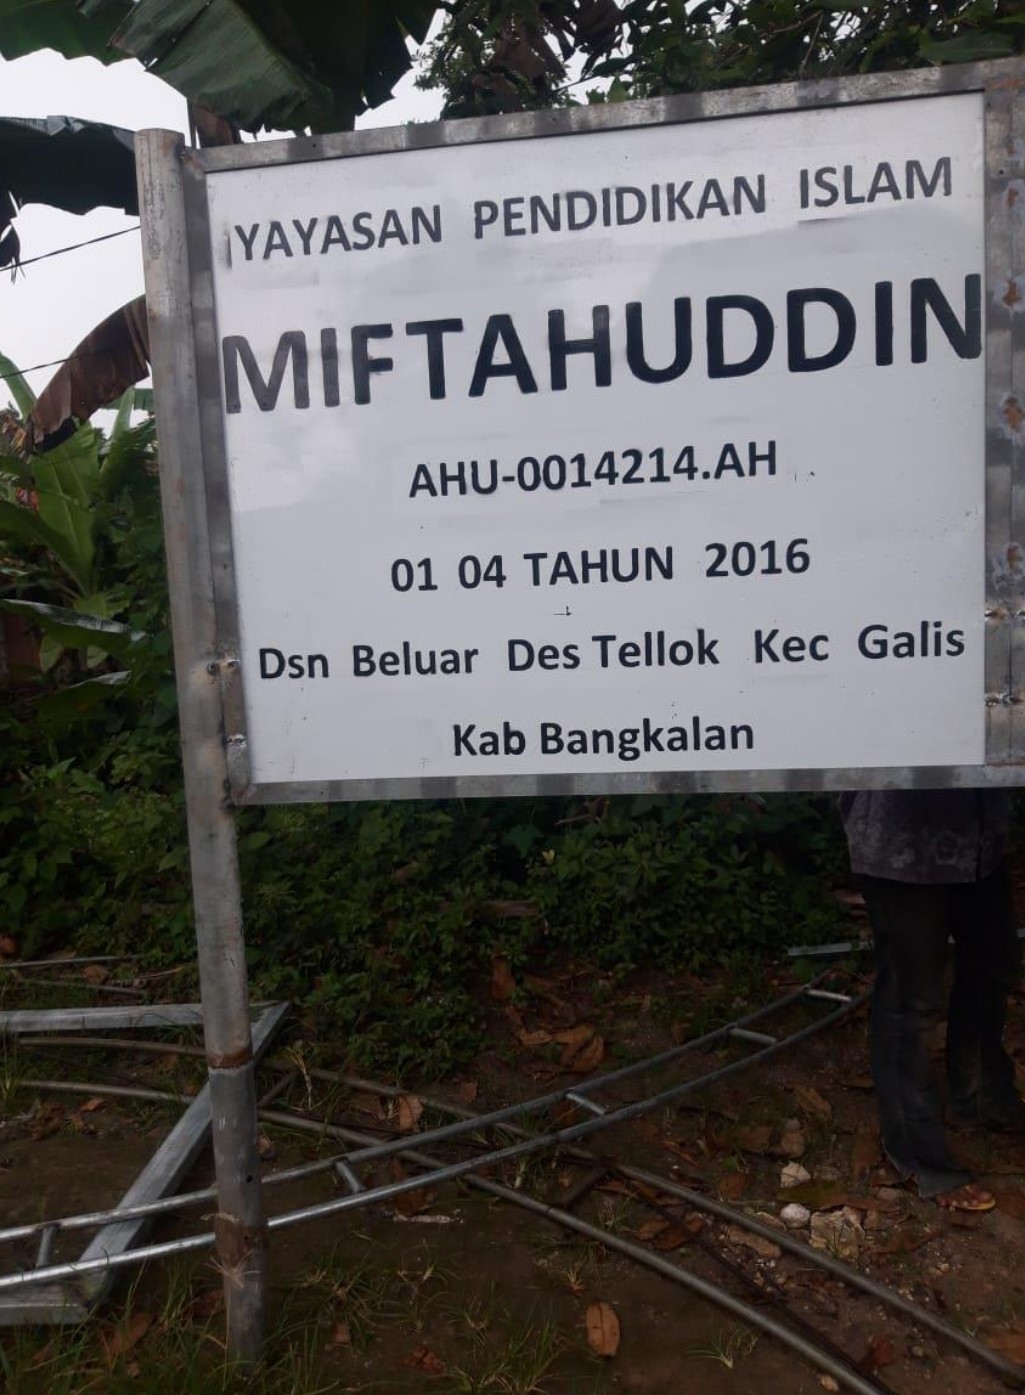 YAYASAN PENDIDIKAN ISLAM
MIFTAHUDDIN
AHU-0014214.AH
01 04 TAHUN 2016
Dsn Beluar Des Tellok Kec Galis
Kab Bangkalan